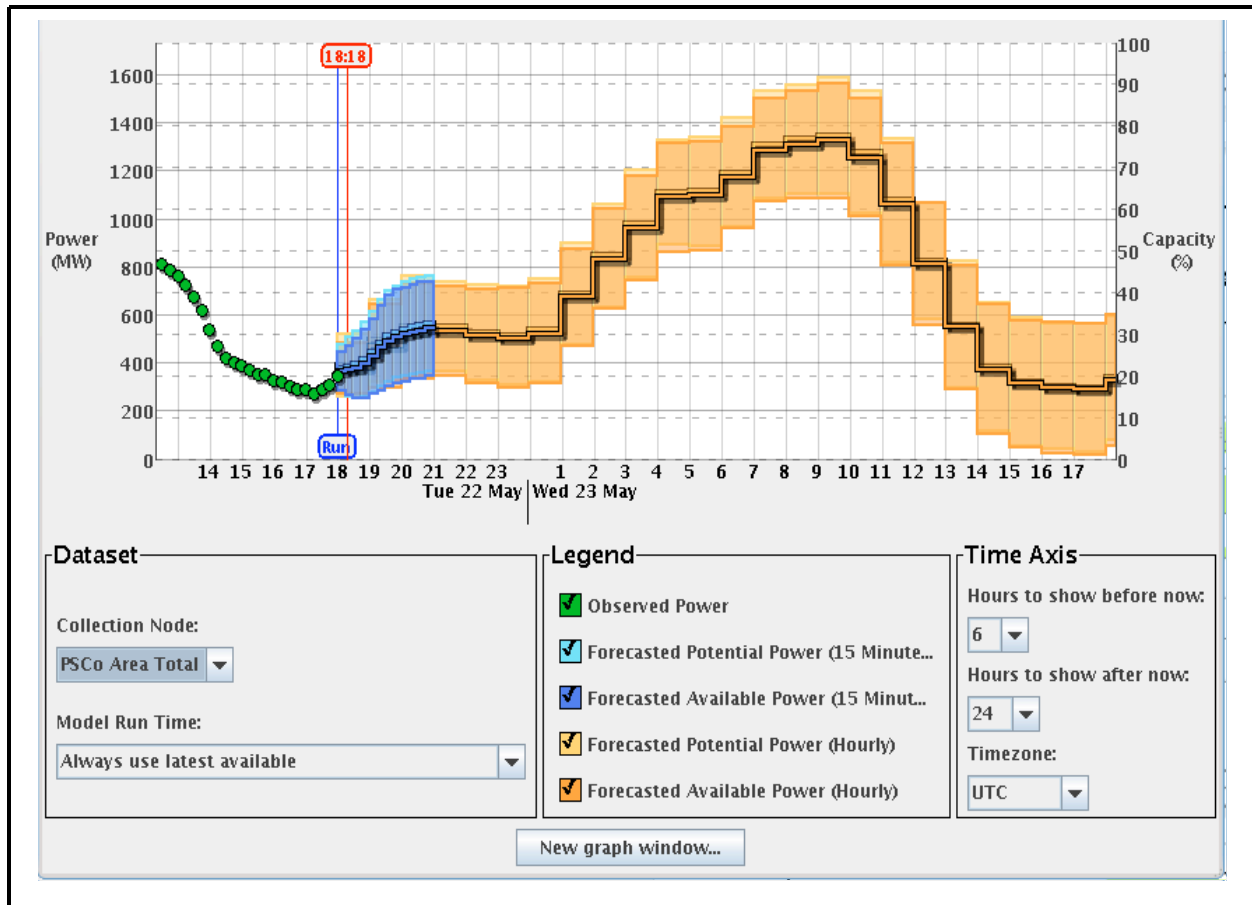 18:18
1600
1400
1200
1000
800
600
400
200
0
Power
(MW)
100
90
80
70
60
50
40
30
20
10
0
Capacity
(%)
Run
14 15 16 17 18 19 20 21 22 23 1 2 3 4 5 6 7 8 9 10 11 12 13 14 15 16 17
Tue 22 May Wed 23 May
Dataset
Collection Node:
PSCo Area Total
Model Run Time:
Always use latest available
Legend
Observed Power
Forecasted Potential Power (15 Minute...
Forecasted Available Power (15 Minut...
Forecasted Potential Power (Hourly)
Forecasted Available Power (Hourly)
Time Axis
Hours to show before now:
6
Hours to show after now:
24
Timezone:
UTC
New graph window...